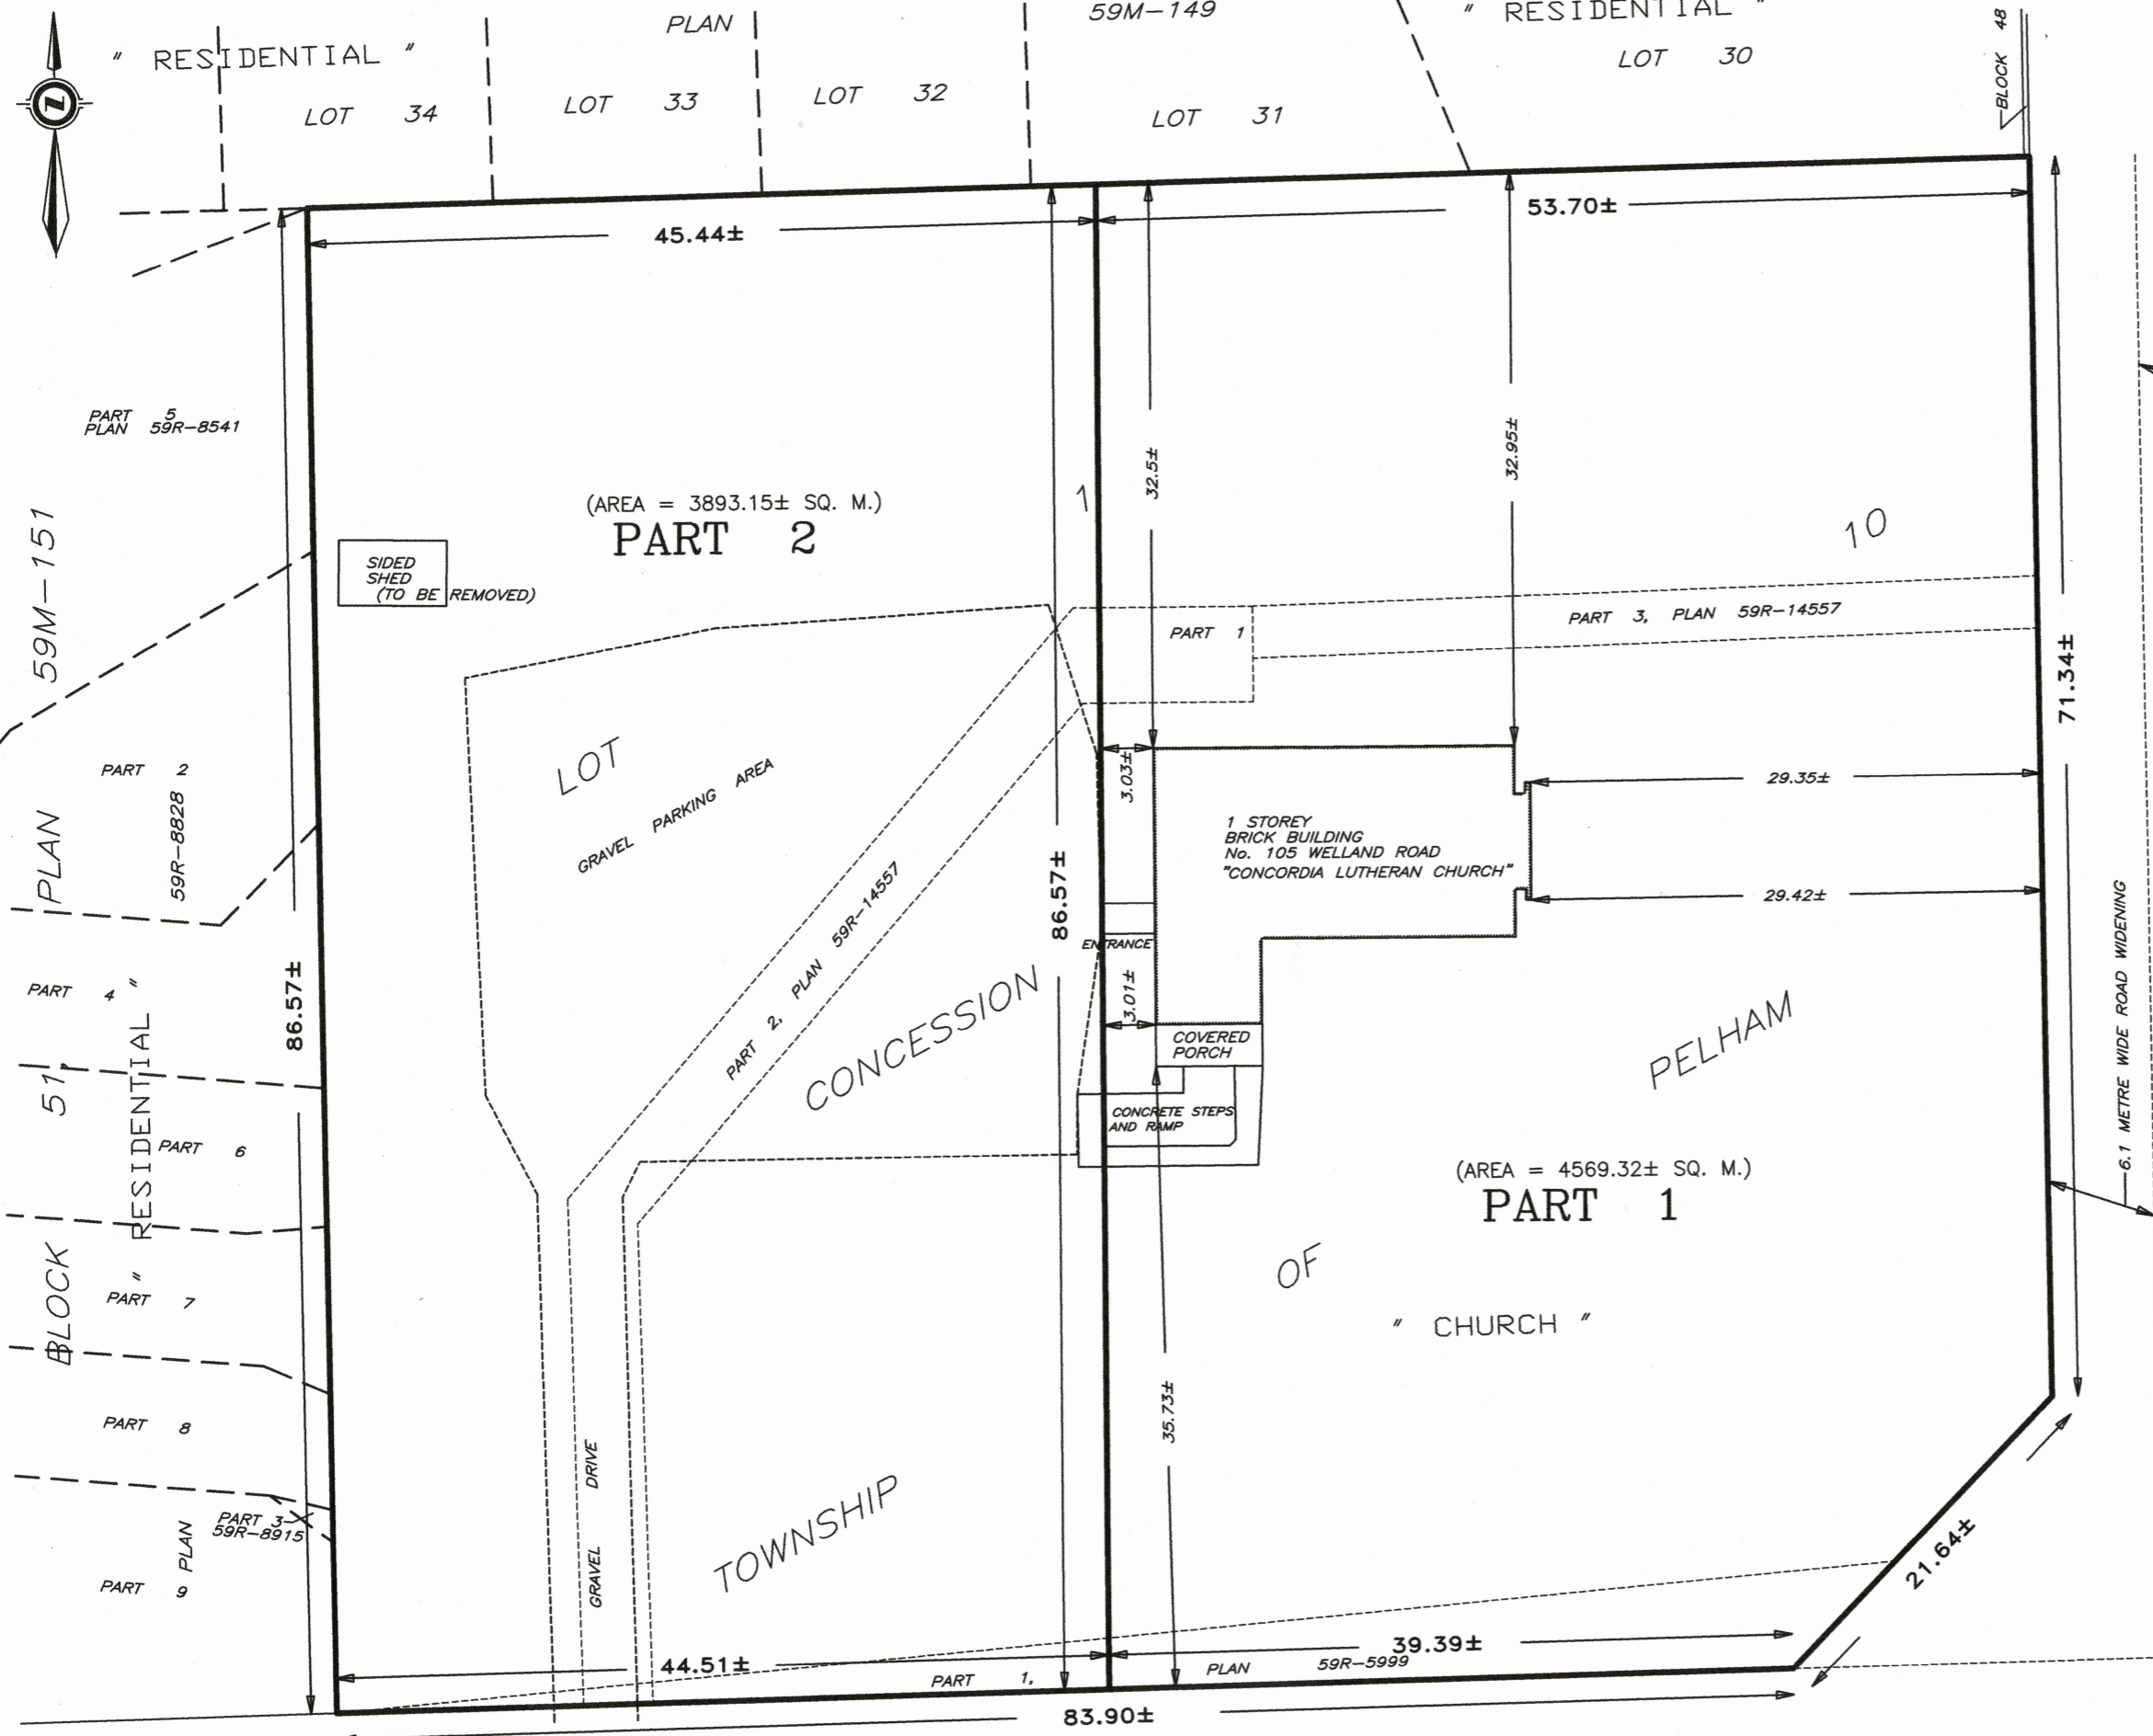 PLAN
59M-149
" RESIDENTIAL "
" RESIDENTIAL "
LOT 30
BLOCK 48
LOT 34
LOT 33
LOT 32
LOT 31
Z
45.44±
53.70±
PART 5
PLAN 59R-8541
32.5±
32.95±
(AREA = 3893.15± SQ. M.)
PART 2
1
10
SIDED
SHED
(TO BE REMOVED)
59M-151
PART 1
PART 3, PLAN 59R-14557
71.34±
LOT
GRAVEL PARKING AREA
PART 2
59R-8828
PLAN
3.03±
29.35±
1 STOREY
BRICK BUILDING
No. 105 WELLAND ROAD
"CONCORDIA LUTHERAN CHURCH"
86.57±
29.42±
PART 2, PLAN 59R-14557
ENTRANCE
6.1 METRE WIDE ROAD WIDENING
PART 4
86.57±
3.01±
CONCESSION
COVERED
PORCH
PELHAM
51,
" RESIDENTIAL "
CONCRETE STEPS
AND RAMP
PART 6
(AREA = 4569.32± SQ. M.)
PART 1
OF
BLOCK
PART 7
" CHURCH "
PART 8
35.73±
GRAVEL DRIVE
TOWNSHIP
PART 3
59R-8915
PLAN
PART 9
21.64±
44.51±
39.39±
PART 1, PLAN 59R-5999
83.90±